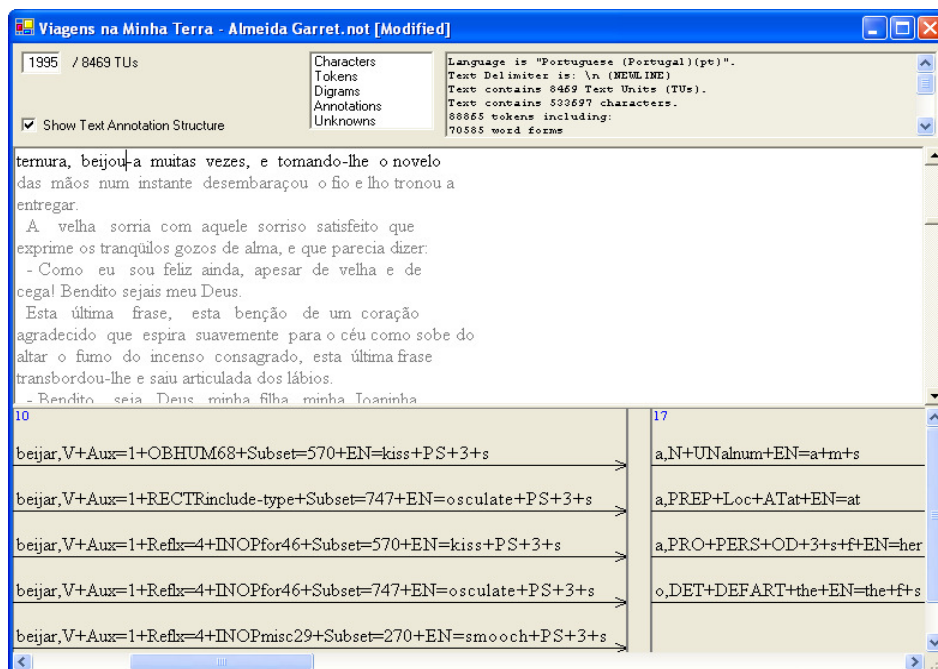 Viagens na Minha Terra - Almeida Garret.not [Modified]
1995 / 8469 TUs
Show Text Annotation Structure
Characters
Tokens
Digrams
Annotations
Unknowns
Language is "Portuguese (Portugal)(pt)".
Text Delimiter is: \n (NEWLINE)
Text contains 8469 Text Units (TUs).
Text contains 533697 characters.
88865 tokens including:
70585 word forms
ternura, beijou-a muitas vezes, e tomando-lhe o novelo
das mãos num instante desembaraçou o fio e lho tronou a
entregar.
A velha sorria com aquele sorriso satisfeito que
exprime os tranqüilos gozos de alma, e que parecia dizer:
- Como eu sou feliz ainda, apesar de velha e de
cega! Bendito sejais meu Deus.
Esta última frase, esta benção de um coração
agradecido que espira suavemente para o céu como sobe do
altar o fumo do incenso consagrado, esta última frase
transbordou-lhe e saiu articulada dos lábios.
- Bendito seja Deus minha filha minha Joaninha
10
beijar,V+Aux=1+OBHUM68+Subset=570+EN=kiss+PS+3+s
beijar,V+Aux=1+RECTRinclude-type+Subset=747+EN=osculate+PS+3+s
beijar,V+Aux=1+Reflx=4+INOPfor46+Subset=570+EN=kiss+PS+3+s
beijar,V+Aux=1+Reflx=4+INOPfor46+Subset=747+EN=osculate+PS+3+s
beijar,V+Aux=1+Reflx=4+INOPmisc29+Subset=270+EN=smooch+PS+3+s
17
a,N+UNalnum+EN=a+m+s
a,PREP+Loc+ATat+EN=at
a,PRO+PERS+OD+3+s+f+EN=her
o,DET+DEFART+the+EN=the+f+s